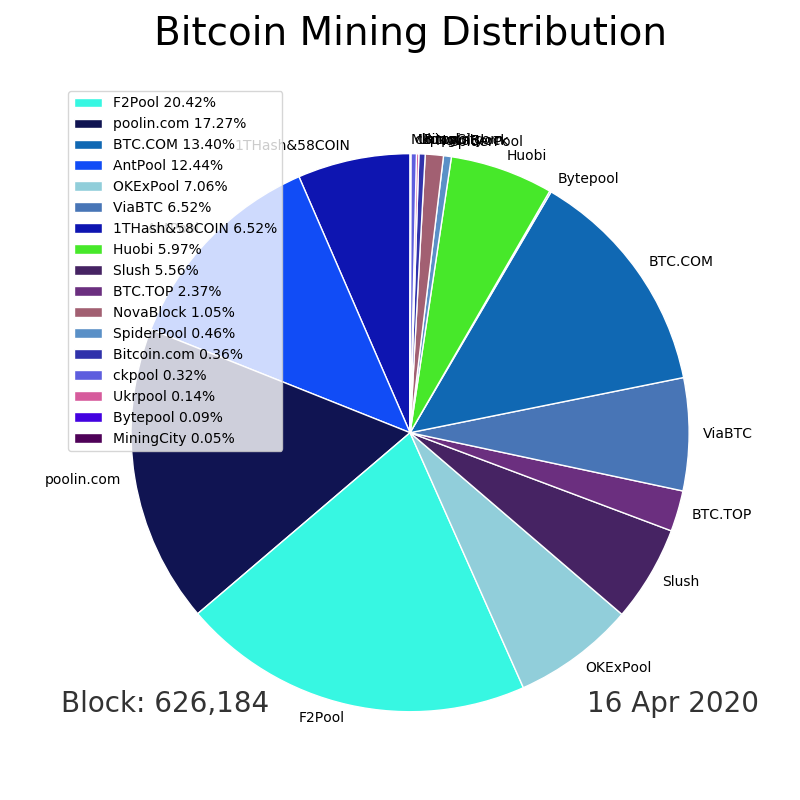 Bitcoin Mining Distribution
F2Pool 20.42%
poolin.com 17.27%
BTC.COM 13.40%
AntPool 12.44%
OKExPool 7.06%
ViaBTC 6.52%
1THash&58COIN 6.52%
Huobi 5.97%
Slush 5.56%
BTC.TOP 2.37%
NovaBlock 1.05%
SpiderPool 0.46%
Bitcoin.com 0.36%
ckpool 0.32%
Ukrpool 0.14%
Bytepool 0.09%
MiningCity 0.05%
1THash&58COIN
SpiderPool
Huobi
Bytepool
BTC.COM
ViaBTC
BTC.TOP
Slush
OKExPool
F2Pool
poolin.com
Block: 626,184
16 Apr 2020